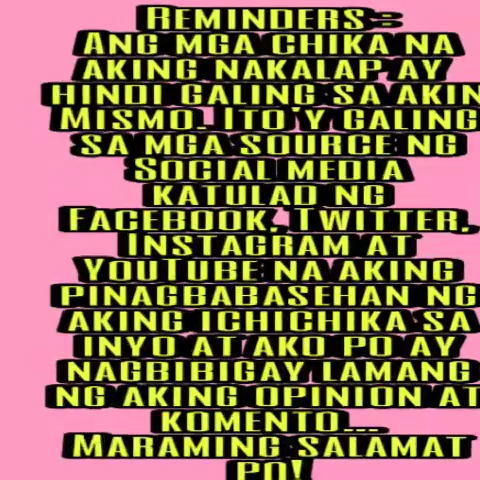 Reminders :
Ang mga chika na
aking nakalap ay
hindi galing sa akin
Mismo. Ito'y galing
sa mga source ng
Social media
katulad ng
Facebook, Twitter,
Instagram at
YouTube na aking
pinagbabasehan ng
aking ichichika sa
inyo at ako po ay
nagbibigay lamang
ng aking opinion at
komento...
Maraming salamat
po!